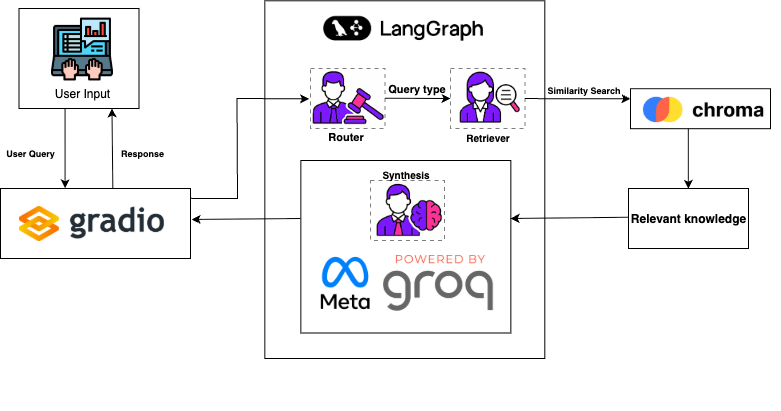 LangGraph
User Input
Query type
Similarity Search
chroma
Router
Retriever
User Query
Response
Synthesis
gradio
Relevant knowledge
POWERED BY
groq
Meta